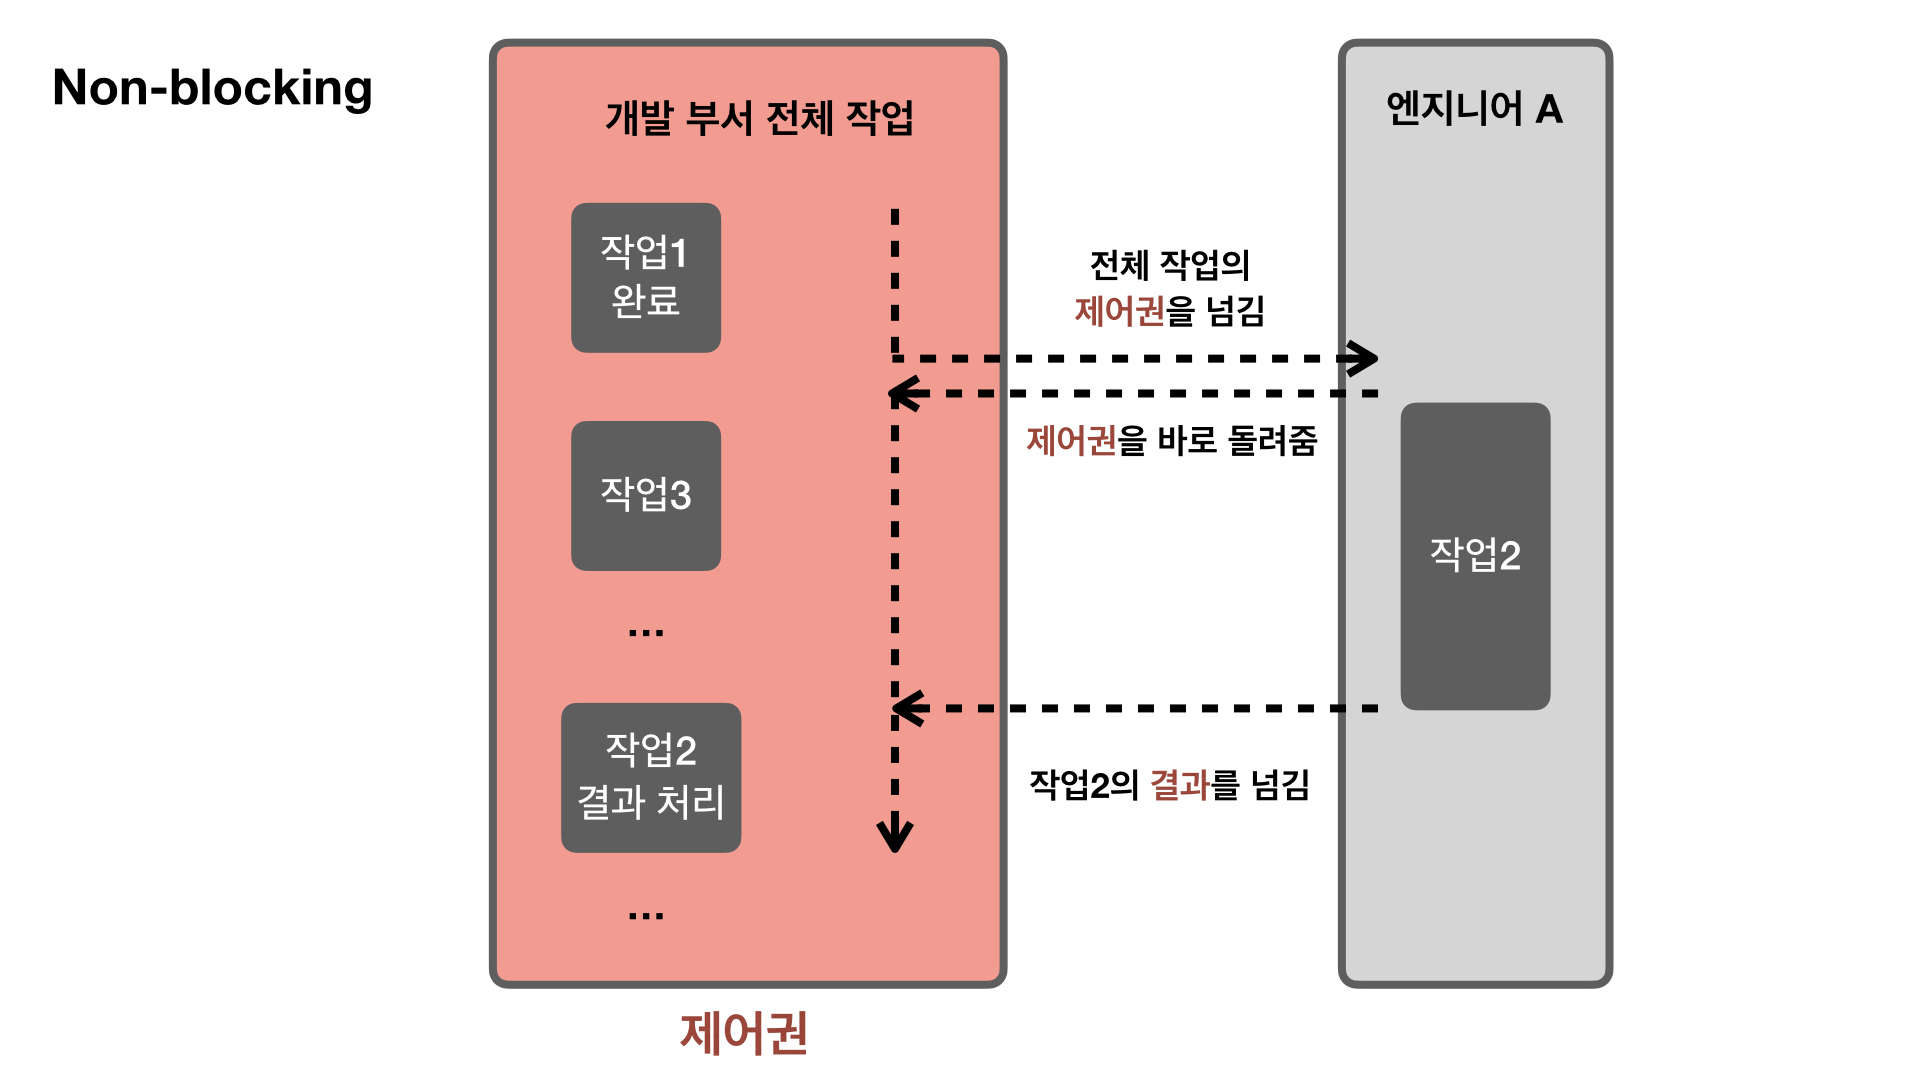 Non-blocking
개발 부서 전체 작업
엔지니어 A
작업1
완료
전체 작업의
제어권을 넘김
제어권을 바로 돌려줌
작업3
작업2
...
작업2
결과 처리
작업2의 결과를 넘김
...
제어권